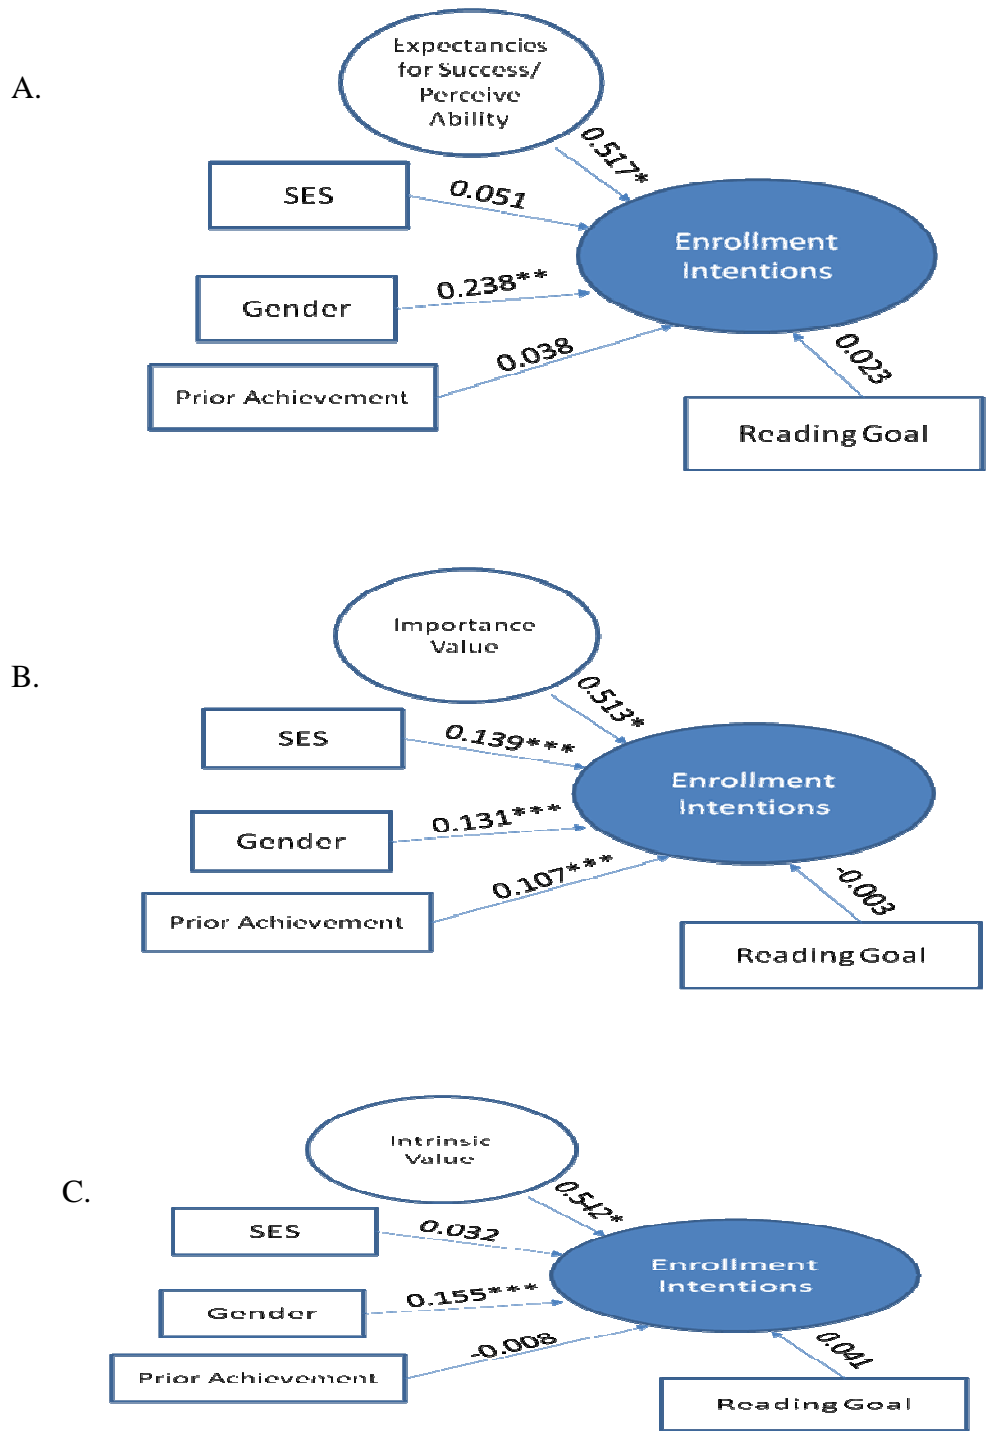 A.
Expectancies
for Success/
Perceive
Ability
0.517*
SES
0.051
Enrollment
Intentions
Gender
0.238**
Prior Achievement
0.038
0.023
Reading Goal
B.
Importance
Value
0.513*
SES
0.139***
Enrollment
Intentions
Gender
0.131***
Prior Achievement
0.107***
-0.003
Reading Goal
C.
Intrinsic
Value
0.542*
SES
0.032
Enrollment
Intentions
Gender
0.155***
Prior Achievement
-0.008
0.041
Reading Goal